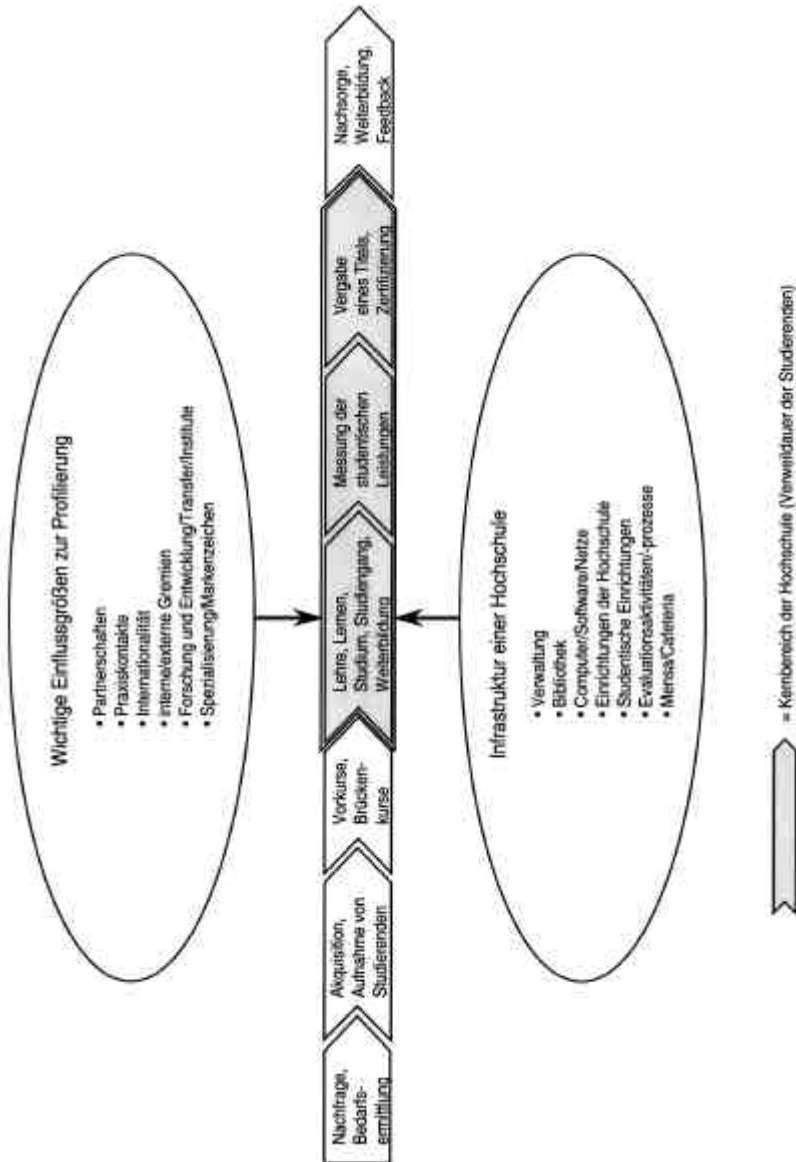 Wichtige Einflussgrößen zur Profilierung
• Partnerschaften
• Praxiskontakte
• Internationalität
• interne/externe Gremien
• Forschung und Entwicklung/Transfer/Institute
• Spezialisierung/Markenzeichen
Nachfrage,
Bedarfs-
ermittlung
Akquisition,
Aufnahme von
Studierenden
Vorkurse,
Brücken-
kurse
Lehre, Lernen,
Studium, Studiengang,
Weiterbildung
Messung der
studentischen
Leistungen
Vergabe
eines Titels,
Zertifizierung
Nachsorge,
Weiterbildung,
Feedback
Infrastruktur einer Hochschule
• Verwaltung
• Bibliothek
• Computer/Software/Netze
• Einrichtungen der Hochschule
• Studentische Einrichtungen
• Evaluationsaktivitäten/-prozesse
• Mensa/Cafeteria
= Kernbereich der Hochschule (Verweildauer der Studierenden)